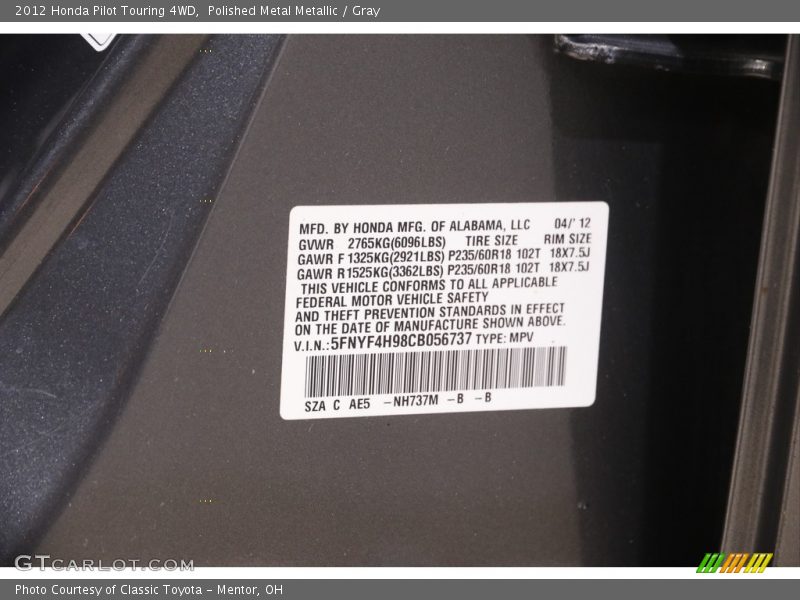 2012 Honda Pilot Touring 4WD,  Polished Metal Metallic / Gray
MFD. BY HONDA MFG. OF ALABAMA, LLC   04/' 12
GVWR  2765KG(6096LBS)   TIRE SIZE   RIM SIZE
GAWR F 1325KG(2921LBS) P235/60R18 102T  18X7.5J
GAWR R1525KG(3362LBS) P235/60R18 102T  18X7.5J
THIS VEHICLE CONFORMS TO ALL APPLICABLE
FEDERAL MOTOR VEHICLE SAFETY
AND THEFT PREVENTION STANDARDS IN EFFECT
ON THE DATE OF MANUFACTURE SHOWN ABOVE.
V.I.N.:5FNYF4H98CB056737 TYPE: MPV
SZA C  AE5  -NH737M  -B  -B
GTCARLOT.COM
Photo Courtesy of Classic Toyota - Mentor, OH